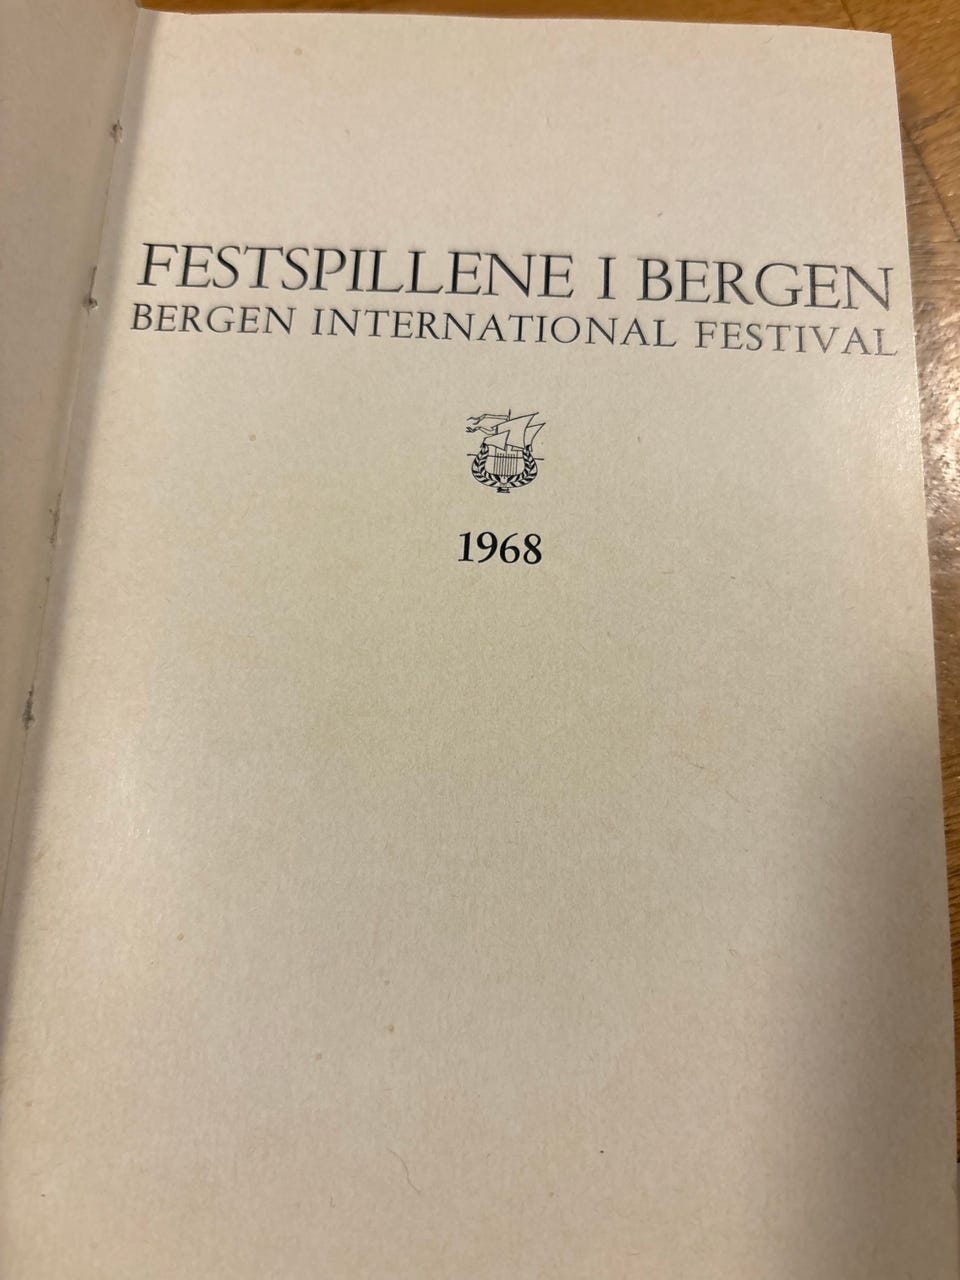 FESTSPILLENE I BERGEN
BERGEN INTERNATIONAL FESTIVAL
1968